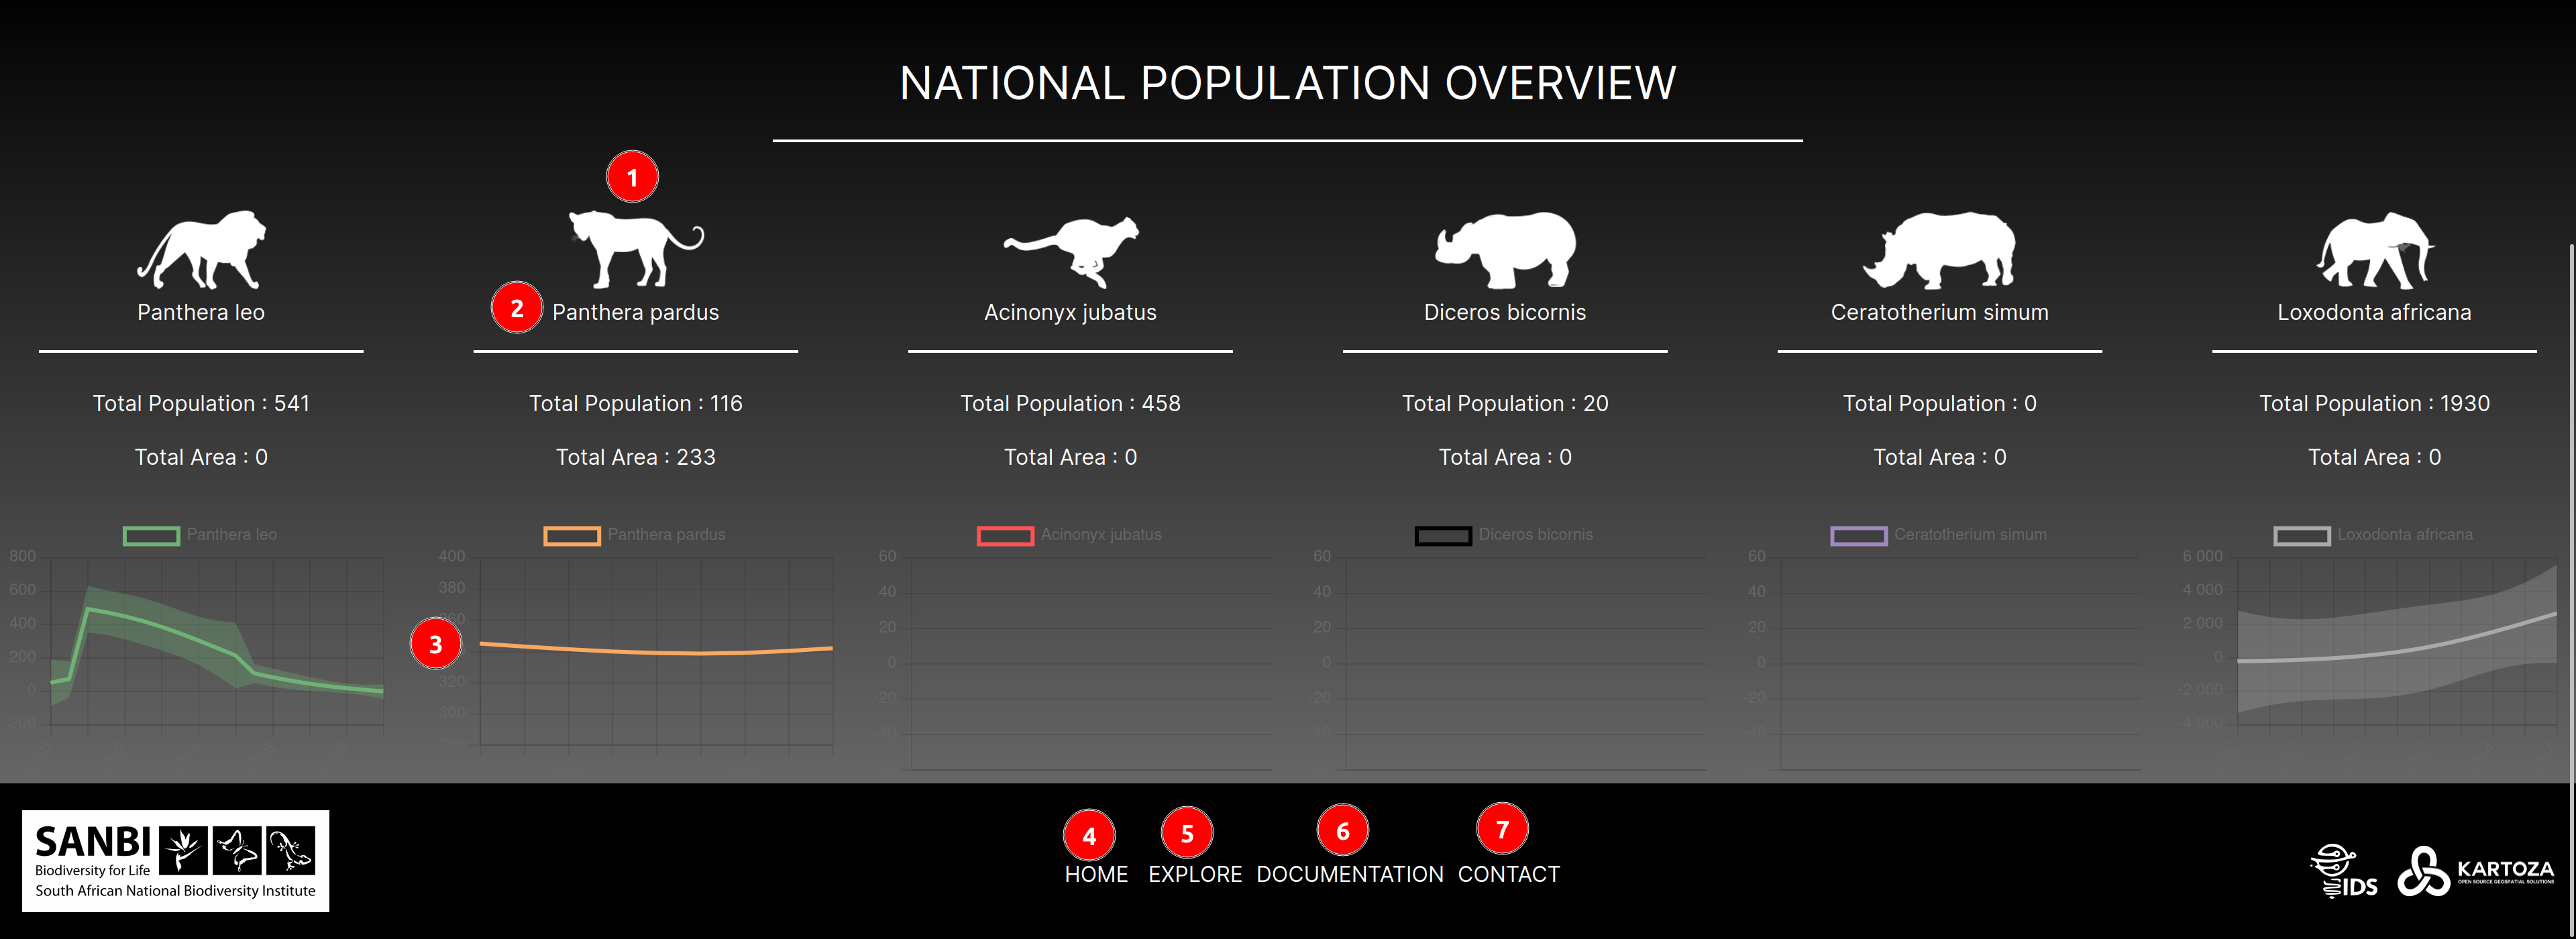 NATIONAL POPULATION OVERVIEW
1
2
Panthera leo
Panthera pardus
Acinonyx jubatus
Diceros bicornis
Ceratotherium simum
Loxodonta africana
Total Population : 541
Total Population : 116
Total Population : 458
Total Population : 20
Total Population : 0
Total Population : 1930
Total Area : 0
Total Area : 233
Total Area : 0
Total Area : 0
Total Area : 0
Total Area : 0
Panthera leo
800
600
400
200
0
-200
Panthera pardus
400
380
3
320
300
280
Acinonyx jubatus
60
40
20
0
-20
-40
Diceros bicornis
60
40
20
0
-20
-40
Ceratotherium simum
60
40
20
0
-20
-40
Loxodonta africana
6 000
4 000
2 000
0
-2 000
-4 000
SANBI
Biodiversity for Life
South African National Biodiversity Institute
4
5
6
7
HOME
EXPLORE
DOCUMENTATION
CONTACT
IDS
KARTOZA
OPEN SOURCE GEOSPATIAL SOLUTIONS